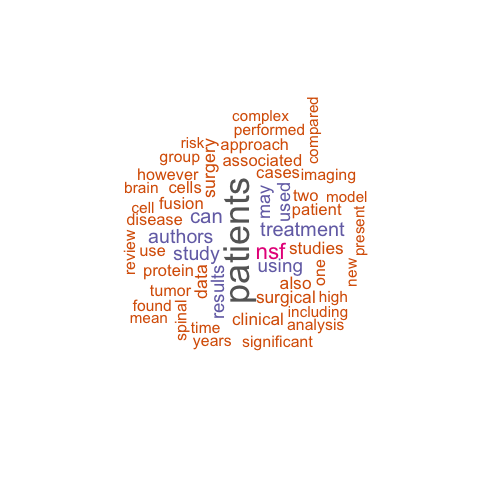 complex
compared
performed
risk
approach
surgery
group
associated
however
cases
imaging
brain
cells
patients
may
used
two
model
cell
fusion
can
patient
disease
authors
treatment
present
review
use
study
nsf
studies
using
protein
data
results
one
new
also
tumor
surgical
high
found
spinal
including
mean
time
clinical
analysis
years
significant